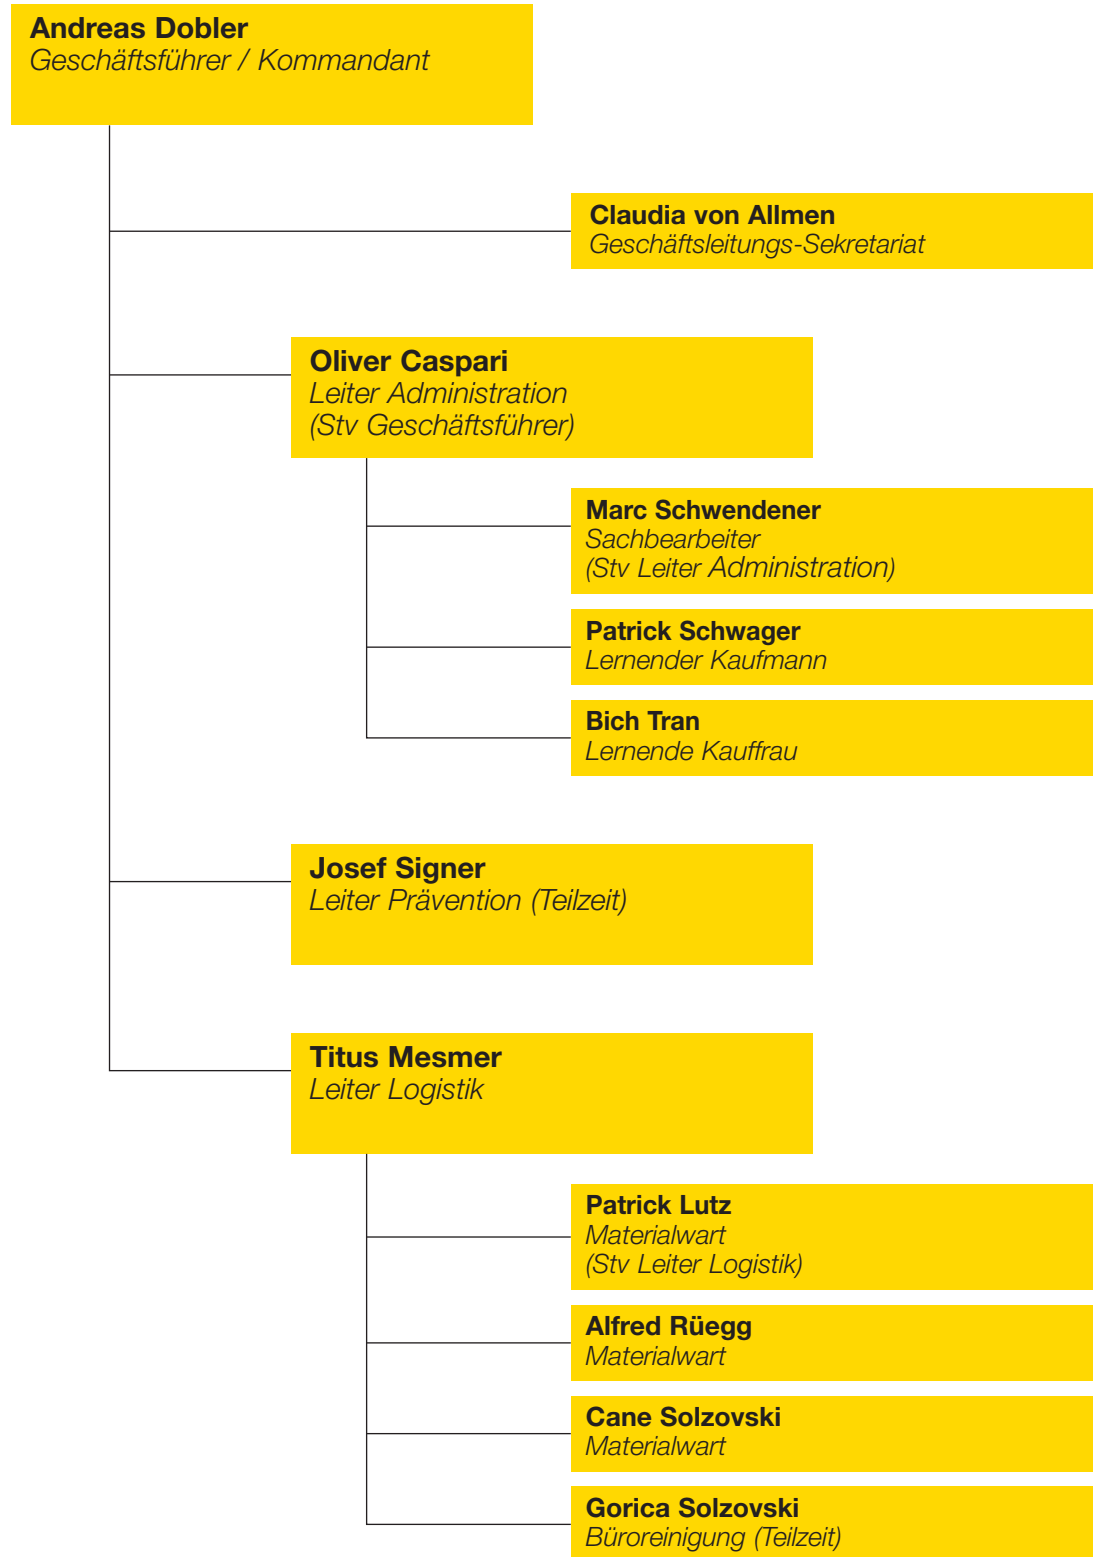 Andreas Dobler
Geschäftsführer / Kommandant
Claudia von Allmen
Geschäftsleitungs-Sekretariat
Oliver Caspari
Leiter Administration
(Stv Geschäftsführer)
Marc Schwendener
Sachbearbeiter
(Stv Leiter Administration)
Patrick Schwager
Lernender Kaufmann
Bich Tran
Lernende Kauffrau
Josef Signer
Leiter Prävention (Teilzeit)
Titus Mesmer
Leiter Logistik
Patrick Lutz
Materialwart
(Stv Leiter Logistik)
Alfred Rüegg
Materialwart
Cane Solzovski
Materialwart
Gorica Solzovski
Büroreinigung (Teilzeit)